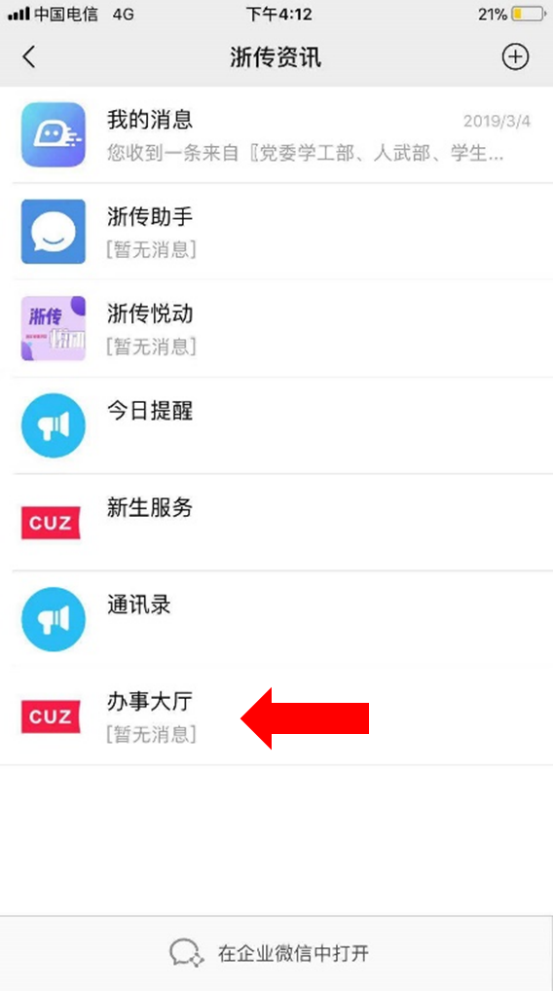 中国电信 4G 下午4:12 21%
浙传资讯
我的消息 2019/3/4
您收到一条来自〖党委学工部、人武部、学生...
浙传助手
[暂无消息]
浙传
浙传悦动
[暂无消息]
今日提醒
CUZ
新生服务
通讯录
CUZ
办事大厅
[暂无消息]
在企业微信中打开